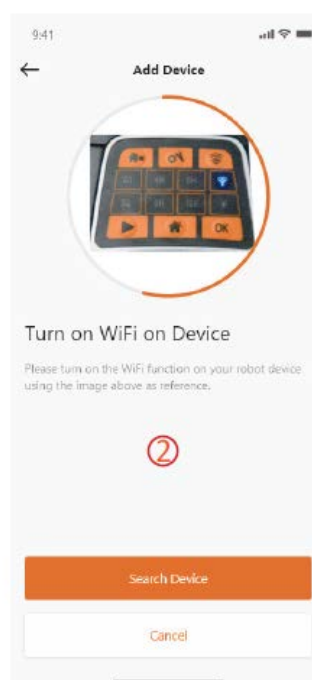 9:41
Add Device
OK
Turn on WiFi on Device
Please turn on the WiFi function on your robot device
using the image above as reference.
②
Search Device
Cancel